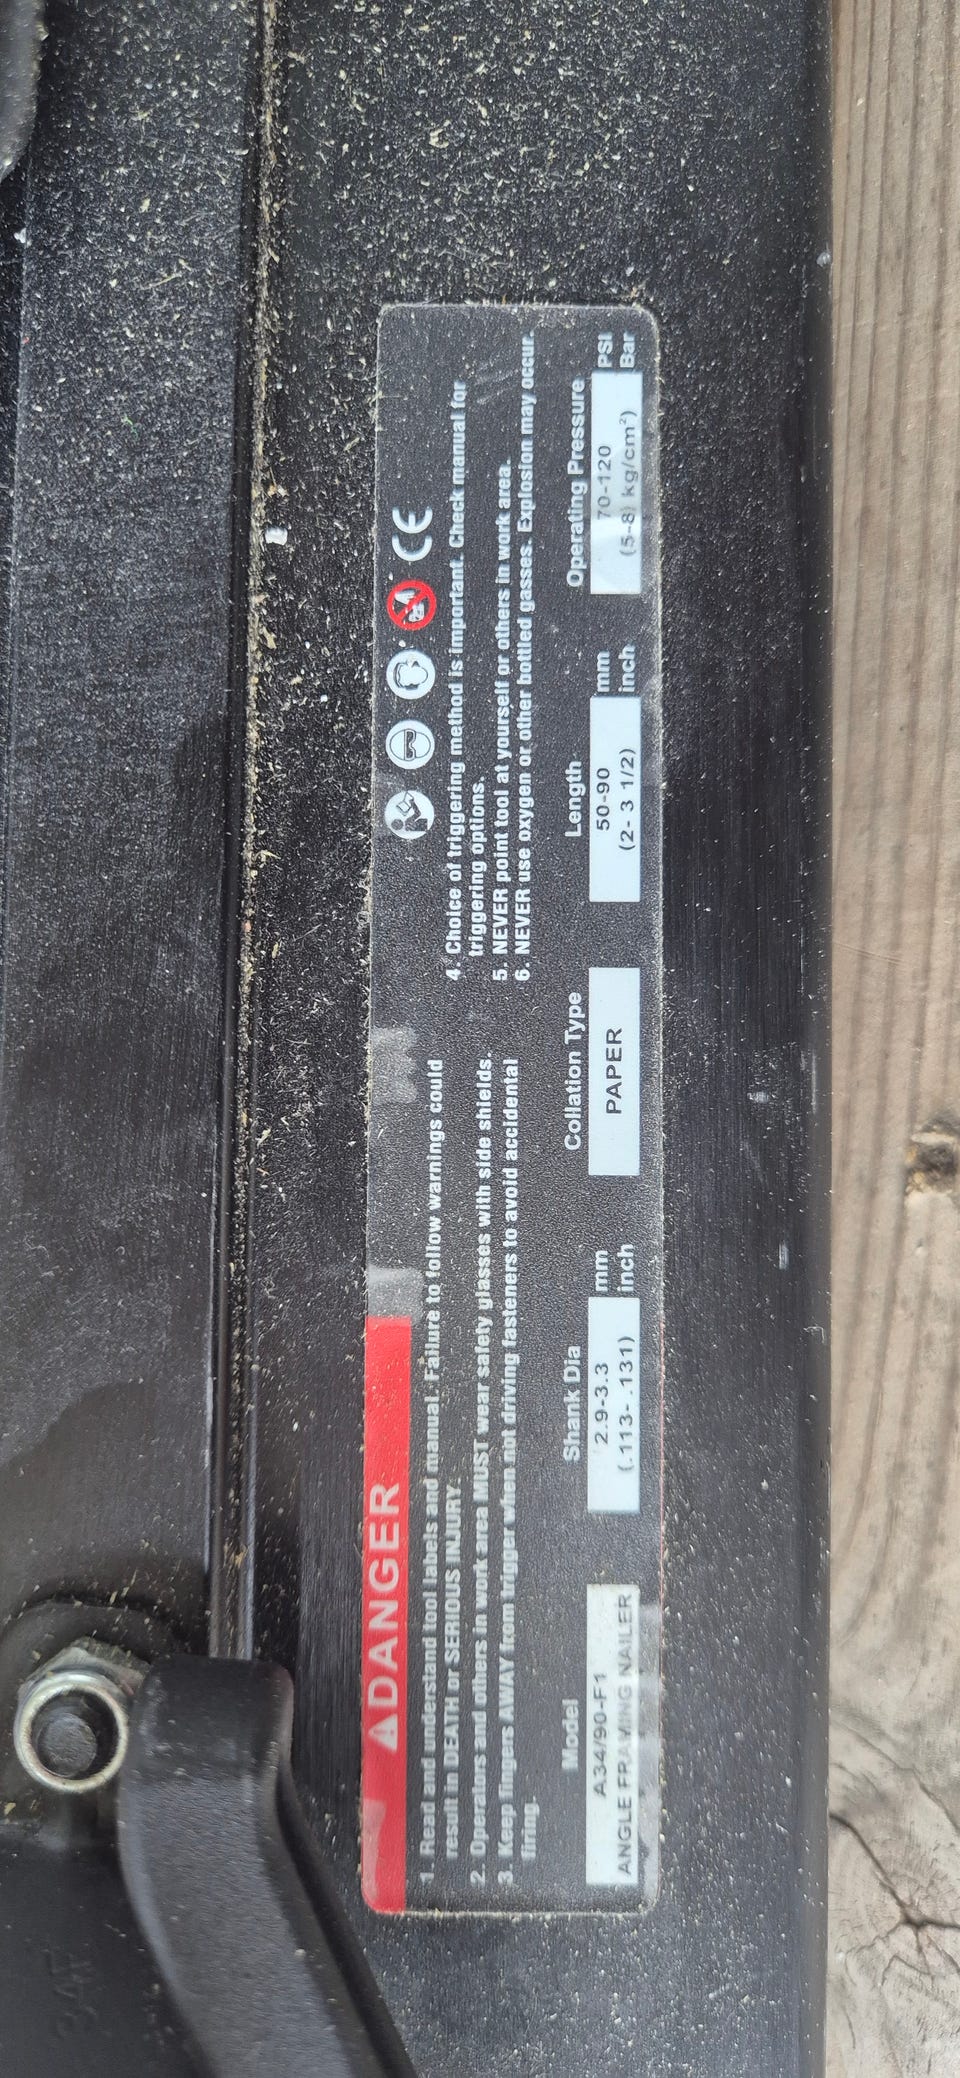 DANGER
1. Read and understand tool labels and manual. Failure to follow warnings could
result in DEATH or SERIOUS INJURY.
2. Operators and others in work area MUST wear safety glasses with side shields.
3. Keep fingers AWAY from trigger when not driving fasteners to avoid accidental
firing.
CE
4. Choice of triggering method is important. Check manual for
triggering options.
5. NEVER point tool at yourself or others in work area.
6. NEVER use oxygen or other bottled gasses. Explosion may occur.
Model
A34/90-F1
ANGLE FRAMING NAILER
Shank Dia
2.9-3.3 mm
(.113- .131) inch
Collation Type
PAPER
Length
50-90 mm
(2- 3 1/2) inch
Operating Pressure
70-120 PSI
(5-8) kg/cm²) Bar